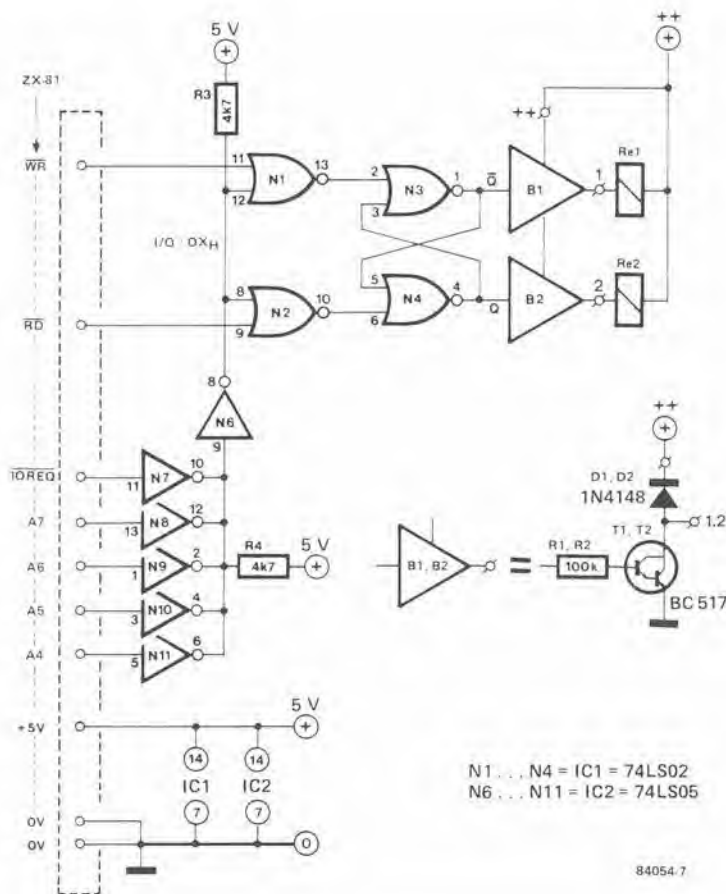 ++
5 V
ZX-81
R3
4k7
++
Re1
W̅R̅
11
13
2
1
Q̅
1
N1
N3
B1
12
3
I/Q : OXH
Re2
8
10
5
4
2
N2
N4
B2
R̅D̅
9
6
Q
8
N6
9
++
I̅O̅R̅E̅Q̅
N7
10
11
D1, D2
A7
N8
12
1N4148
13
1,2
T1, T2
A6
N9
2
R4
5 V
R1, R2
1
4k7
B1, B2
=
100k
A5
N10
4
BC 517
3
A4
N11
6
5
5 V
+5V
14
14
IC1
IC2
N1 . . . N4 = IC1 = 74LS02
7
7
N6 . . . N11 = IC2 = 74LS05
0V
0V
0
84054-7